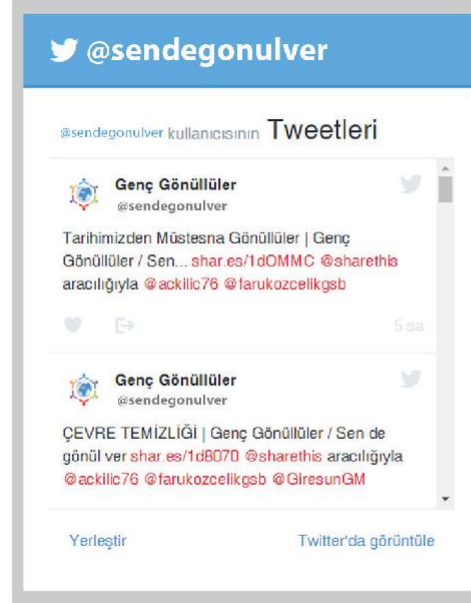 @sendegonulver
@sendegonulver kullanıcısının Tweetleri
Genç Gönüllüler
@sendegonulver
Tarihimizden Müstesna Gönüllüler | Genç
Gönüllüler / Sen... shar.es/1dOMMC @sharethis
aracılığıyla @ackilic76 @farukozcelikgsb
5 sa
Genç Gönüllüler
@sendegonulver
ÇEVRE TEMİZLİĞİ | Genç Gönüllüler / Sen de
gönül ver shar.es/1d8070 @sharethis aracılığıyla
@ackilic76 @farukozcelikgsb @GiresunGM
Yerleştir Twitter'da görüntüle